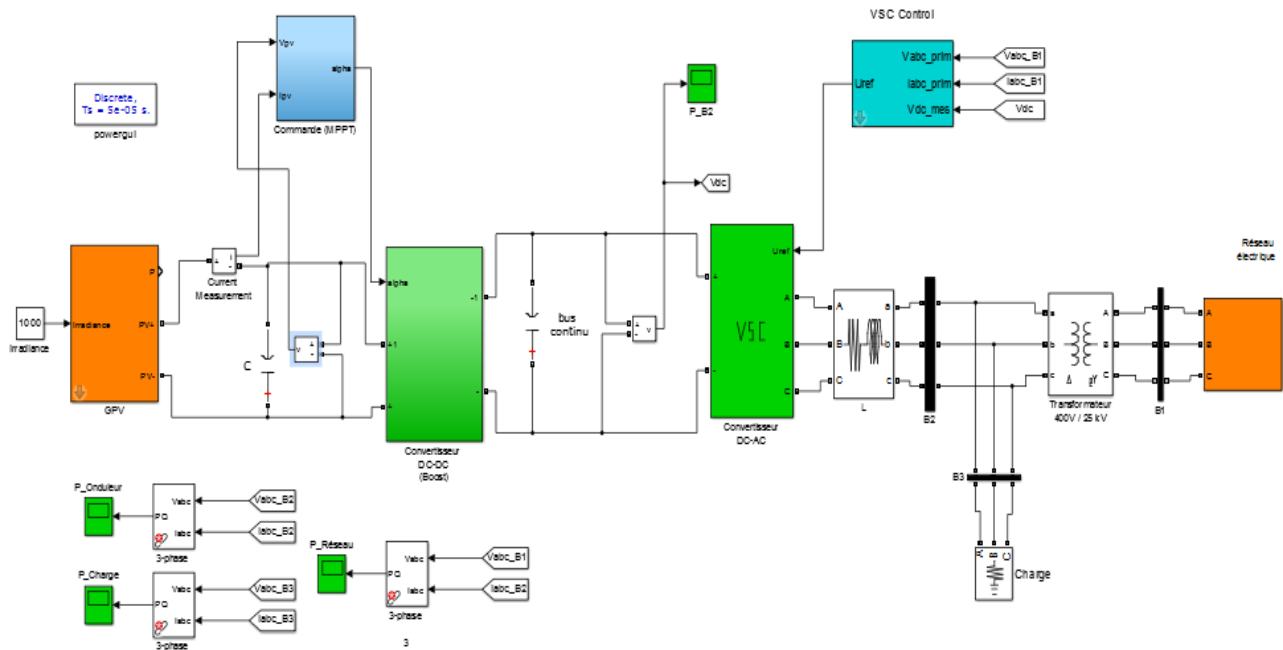 VSC Control
Vpv
alpha
Ipv
Commande (MPPT)
Discrete,
Ts = 5e-05 s.
powergui
P_B2
Vabc_prim
Iabc_prim
Vdc_mes
Uref
Vabc_B1
Iabc_B1
Vdc
Vdc
Irradiance
P
PV+
PV-
GPV
1000
Irradiance
+
-
i
Current
Measurement
C
v
+
-
alpha
+1
+
-1
-
Convertisseur
DC-DC
(Boost)
bus
continu
+
-
v
Uref
+
-
VSC
A
B
C
Convertisseur
DC-AC
A
B
C
a
b
c
L
B2
a
b
c
A
B
C
Δ
Transformateur
400V / 25 kV
B1
Réseau
électrique
A
B
C
B3
A
B
C
Charge
P_Onduleur
Vabc
Iabc
PQ
3-phase
Vabc_B2
Iabc_B2
P_Charge
Vabc
Iabc
PQ
3-phase
Vabc_B3
Iabc_B3
P_Réseau
Vabc
Iabc
PQ
3-phase
3
Vabc_B1
Iabc_B2